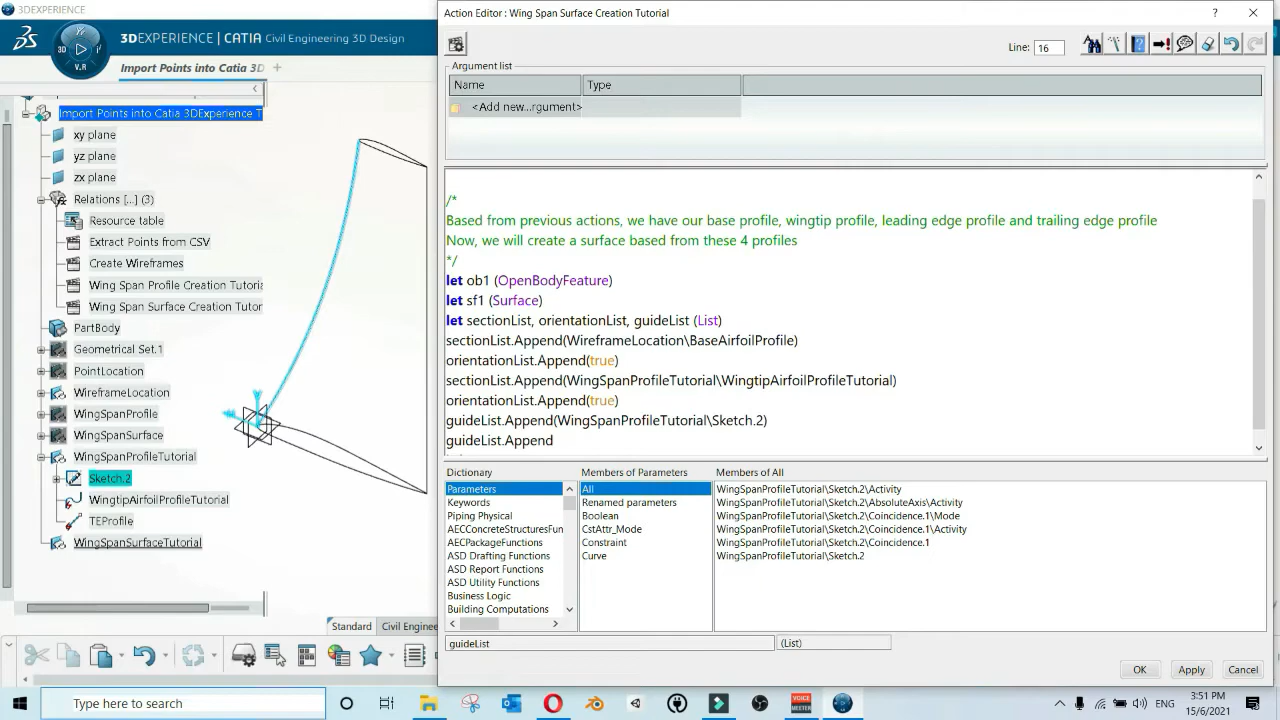 3DEXPERIENCE
3DEXPERIENCE | CATIA Civil Engineering 3D Design
3D
V.R
Import Points into Catia 3D
Import Points into Catia 3DExperience T
xy plane
yz plane
zx plane
Relations [...] (3)
Resource table
Extract Points from CSV
Create Wireframes
Wing Span Profile Creation Tutoria
Wing Span Surface Creation Tutor
PartBody
Geometrical Set.1
PointLocation
WireframeLocation
WingSpanProfile
WingSpanSurface
WingSpanProfileTutorial
Sketch.2
WingtipAirfoilProfileTutorial
TEProfile
WingSpanSurfaceTutorial
Y
Standard
Civil Enginee
Action Editor : Wing Span Surface Creation Tutorial
Line: 16
Argument list
Name Type
<Add new...rgument>
/*
Based from previous actions, we have our base profile, wingtip profile, leading edge profile and trailing edge profile
Now, we will create a surface based from these 4 profiles
*/
let ob1 (OpenBodyFeature)
let sf1 (Surface)
let sectionList, orientationList, guideList (List)
sectionList.Append(WireframeLocation\BaseAirfoilProfile)
orientationList.Append(true)
sectionList.Append(WingSpanProfileTutorial\WingtipAirfoilProfileTutorial)
orientationList.Append(true)
guideList.Append(WingSpanProfileTutorial\Sketch.2)
guideList.Append
Dictionary
Parameters
Keywords
Piping Physical
AECConcreteStructuresFun
AECPackageFunctions
ASD Drafting Functions
ASD Report Functions
ASD Utility Functions
Business Logic
Building Computations
Members of Parameters
All
Renamed parameters
Boolean
CstAttr_Mode
Constraint
Curve
Members of All
WingSpanProfileTutorial\Sketch.2\Activity
WingSpanProfileTutorial\Sketch.2\AbsoluteAxis\Activity
WingSpanProfileTutorial\Sketch.2\Coincidence.1\Mode
WingSpanProfileTutorial\Sketch.2\Coincidence.1\Activity
WingSpanProfileTutorial\Sketch.2\Coincidence.1
WingSpanProfileTutorial\Sketch.2
guideList
(List)
OK Apply Cancel
Type here to search
VOICE
MEETER
ENG
3:51 PM
15/6/2021